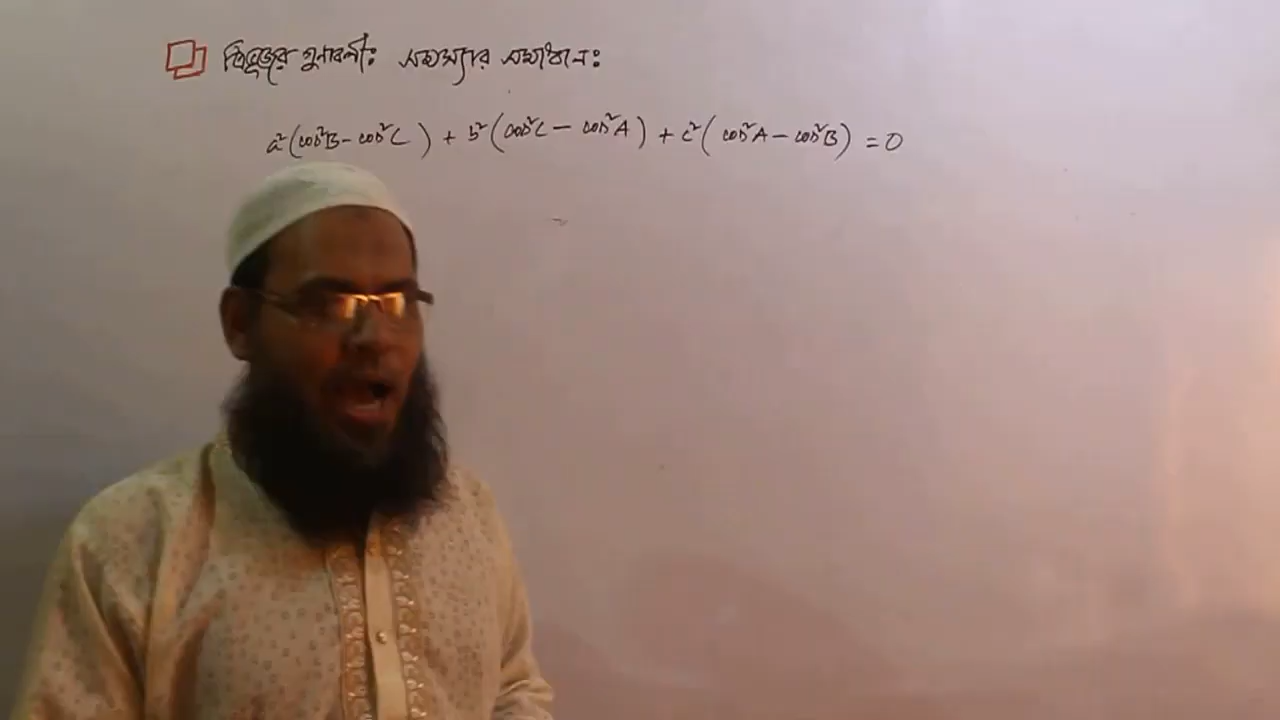 ত্রিভুজের গুণাবলী: সমস্যার সমাধান:
a²(cos²B - cos²C) + b²(cos²C - cos²A) + c²(cos²A - cos²B) = 0